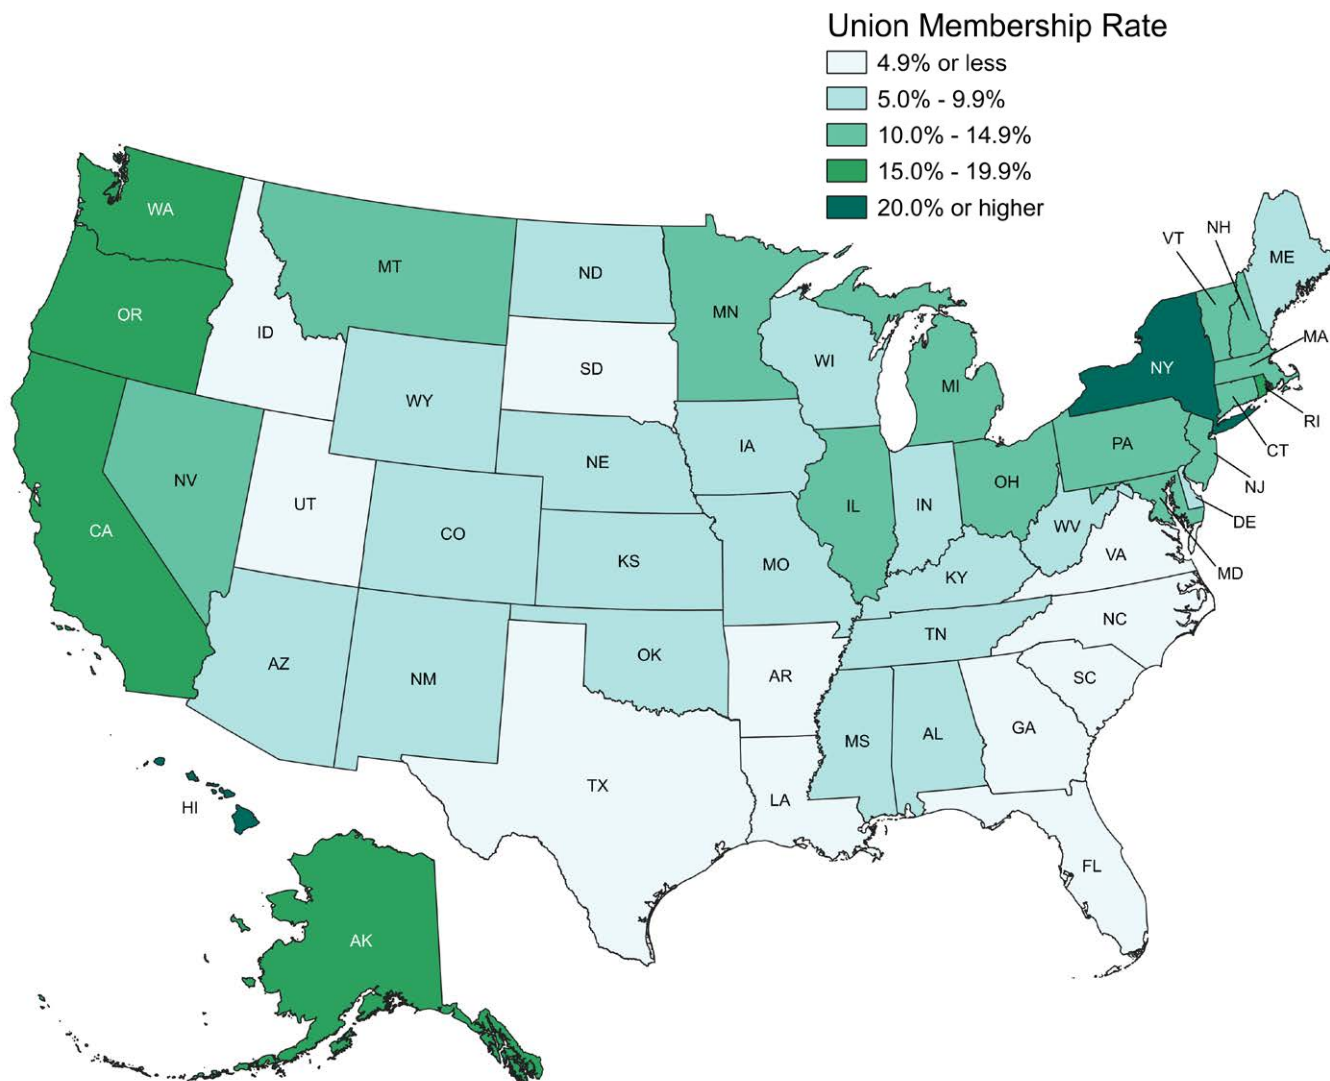 Union Membership Rate
4.9% or less
5.0% - 9.9%
10.0% - 14.9%
15.0% - 19.9%
20.0% or higher
WA
OR
CA
ID
NV
MT
WY
UT
AZ
CO
NM
ND
SD
NE
KS
OK
TX
MN
IA
MO
AR
LA
WI
IL
MI
IN
OH
KY
TN
MS
AL
GA
FL
SC
NC
VA
WV
PA
NY
VT
NH
ME
MA
RI
CT
NJ
DE
MD
HI
AK